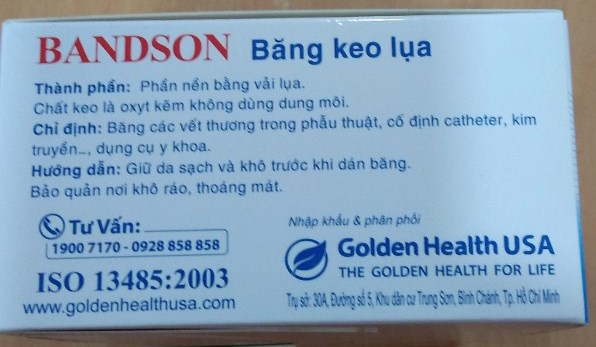 BANDSON Băng keo lụa
Thành phần: Phần nền bằng vải lụa.
Chất keo là oxyt kẽm không dùng dung môi.
Chỉ định: Băng các vết thương trong phẫu thuật, cố định catheter, kim
truyền..., dụng cụ y khoa.
Hướng dẫn: Giữ da sạch và khô trước khi dán băng.
Bảo quản nơi khô ráo, thoáng mát.
Tư Vấn:
1900 7170 - 0928 858 858
ISO 13485:2003
www.goldenhealthusa.com
Nhập khẩu & phân phối
Golden Health USA
THE GOLDEN HEALTH FOR LIFE
Trụ sở: 30A, Đường số 5, Khu dân cư Trung Sơn, Bình Chánh, Tp. Hồ Chí Minh